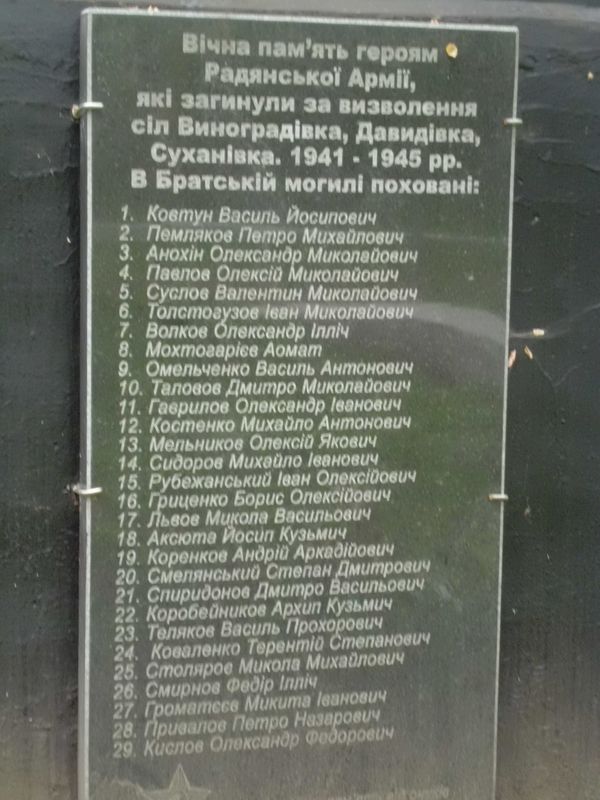 Вічна пам'ять героям
Радянської Армії,
які загинули за визволення
сіл Виноградівка, Давидівка,
Суханівка. 1941 - 1945 рр.
В Братській могилі поховані:
1. Ковтун Василь Йосипович
2. Пемляков Петро Михайлович
3. Анохін Олександр Миколайович
4. Павлов Олексій Миколайович
5. Суслов Валентин Миколайович
6. Толстогузов Іван Миколайович
7. Волков Олександр Ілліч
8. Мохтогарієв Аомат
9. Омельченко Василь Антонович
10. Таловов Дмитро Миколайович
11. Гаврилов Олександр Іванович
12. Костенко Михайло Антонович
13. Мельников Олексій Якович
14. Сидоров Михайло Іванович
15. Рубежанський Іван Олексійович
16. Гриценко Борис Олексійович
17. Львов Микола Васильович
18. Аксюта Йосип Кузьмич
19. Коренков Андрій Аркадійович
20. Смелянський Степан Дмитрович
21. Спиридонов Дмитро Васильович
22. Коробейников Архип Кузьмич
23. Теляков Василь Прохорович
24. Коваленко Терентій Степанович
25. Столяров Микола Михайлович
26. Смирнов Федір Ілліч
27. Громатєєв Микита Іванович
28. Привалов Петро Назарович
29. Кислов Олександр Федорович